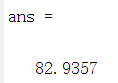 ans =
82.9357